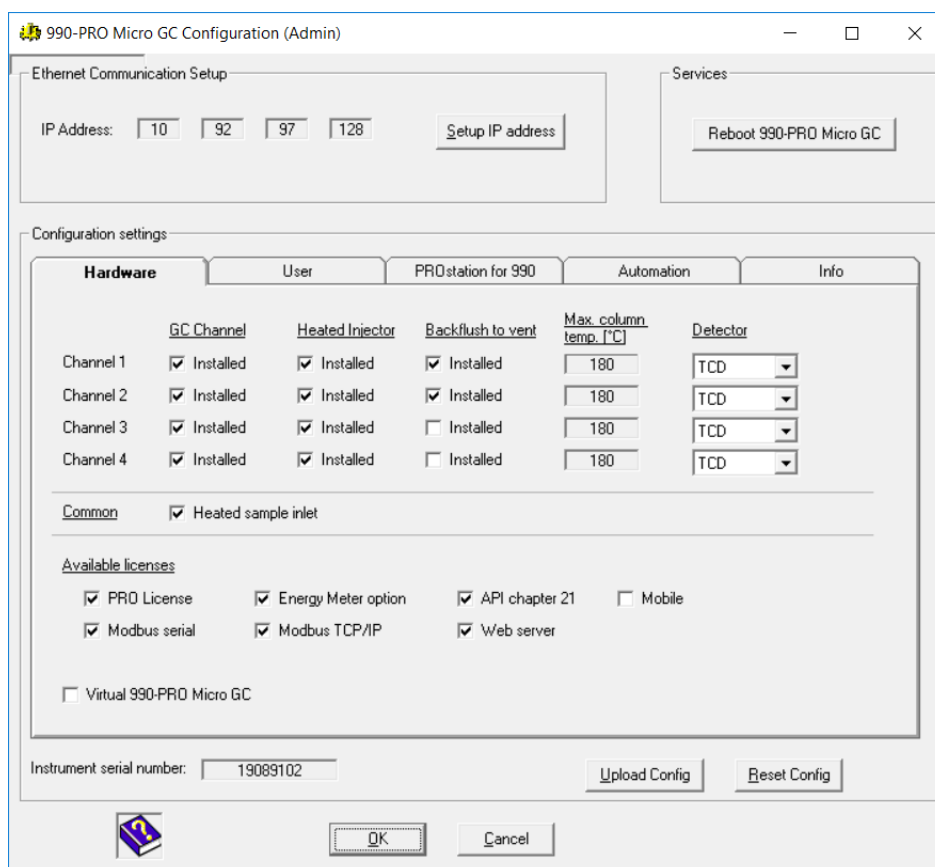 990-PRO Micro GC Configuration (Admin)
Ethernet Communication Setup
Services
IP Address: 10 92 97 128 Setup IP address
Reboot 990-PRO Micro GC
Configuration settings
Hardware User PROstation for 990 Automation Info
GC Channel Heated Injector Backflush to vent Max. column temp. [°C] Detector
Channel 1 Installed Installed Installed 180 TCD
Channel 2 Installed Installed Installed 180 TCD
Channel 3 Installed Installed Installed 180 TCD
Channel 4 Installed Installed Installed 180 TCD
Common Heated sample inlet
Available licenses
PRO License Energy Meter option API chapter 21 Mobile
Modbus serial Modbus TCP/IP Web server
Virtual 990-PRO Micro GC
Instrument serial number: 19089102 Upload Config Reset Config
OK Cancel